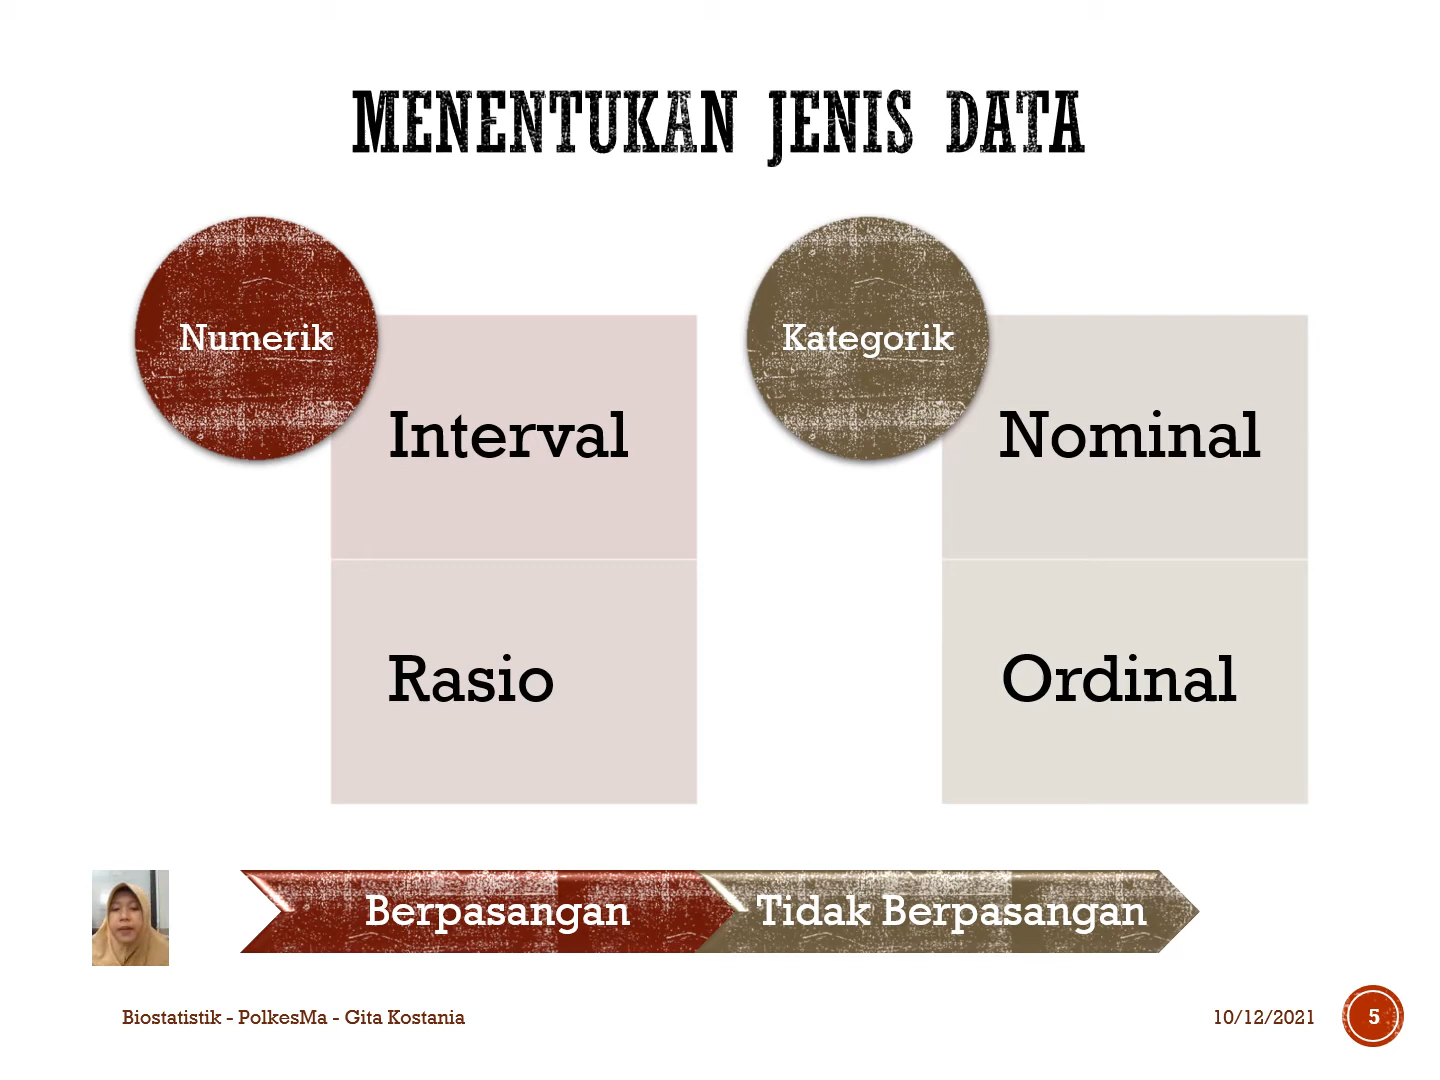 MENENTUKAN JENIS DATA
Numerik
Interval
Rasio
Kategorik
Nominal
Ordinal
Berpasangan
Tidak Berpasangan
Biostatistik - PolkesMa - Gita Kostania
10/12/2021
5